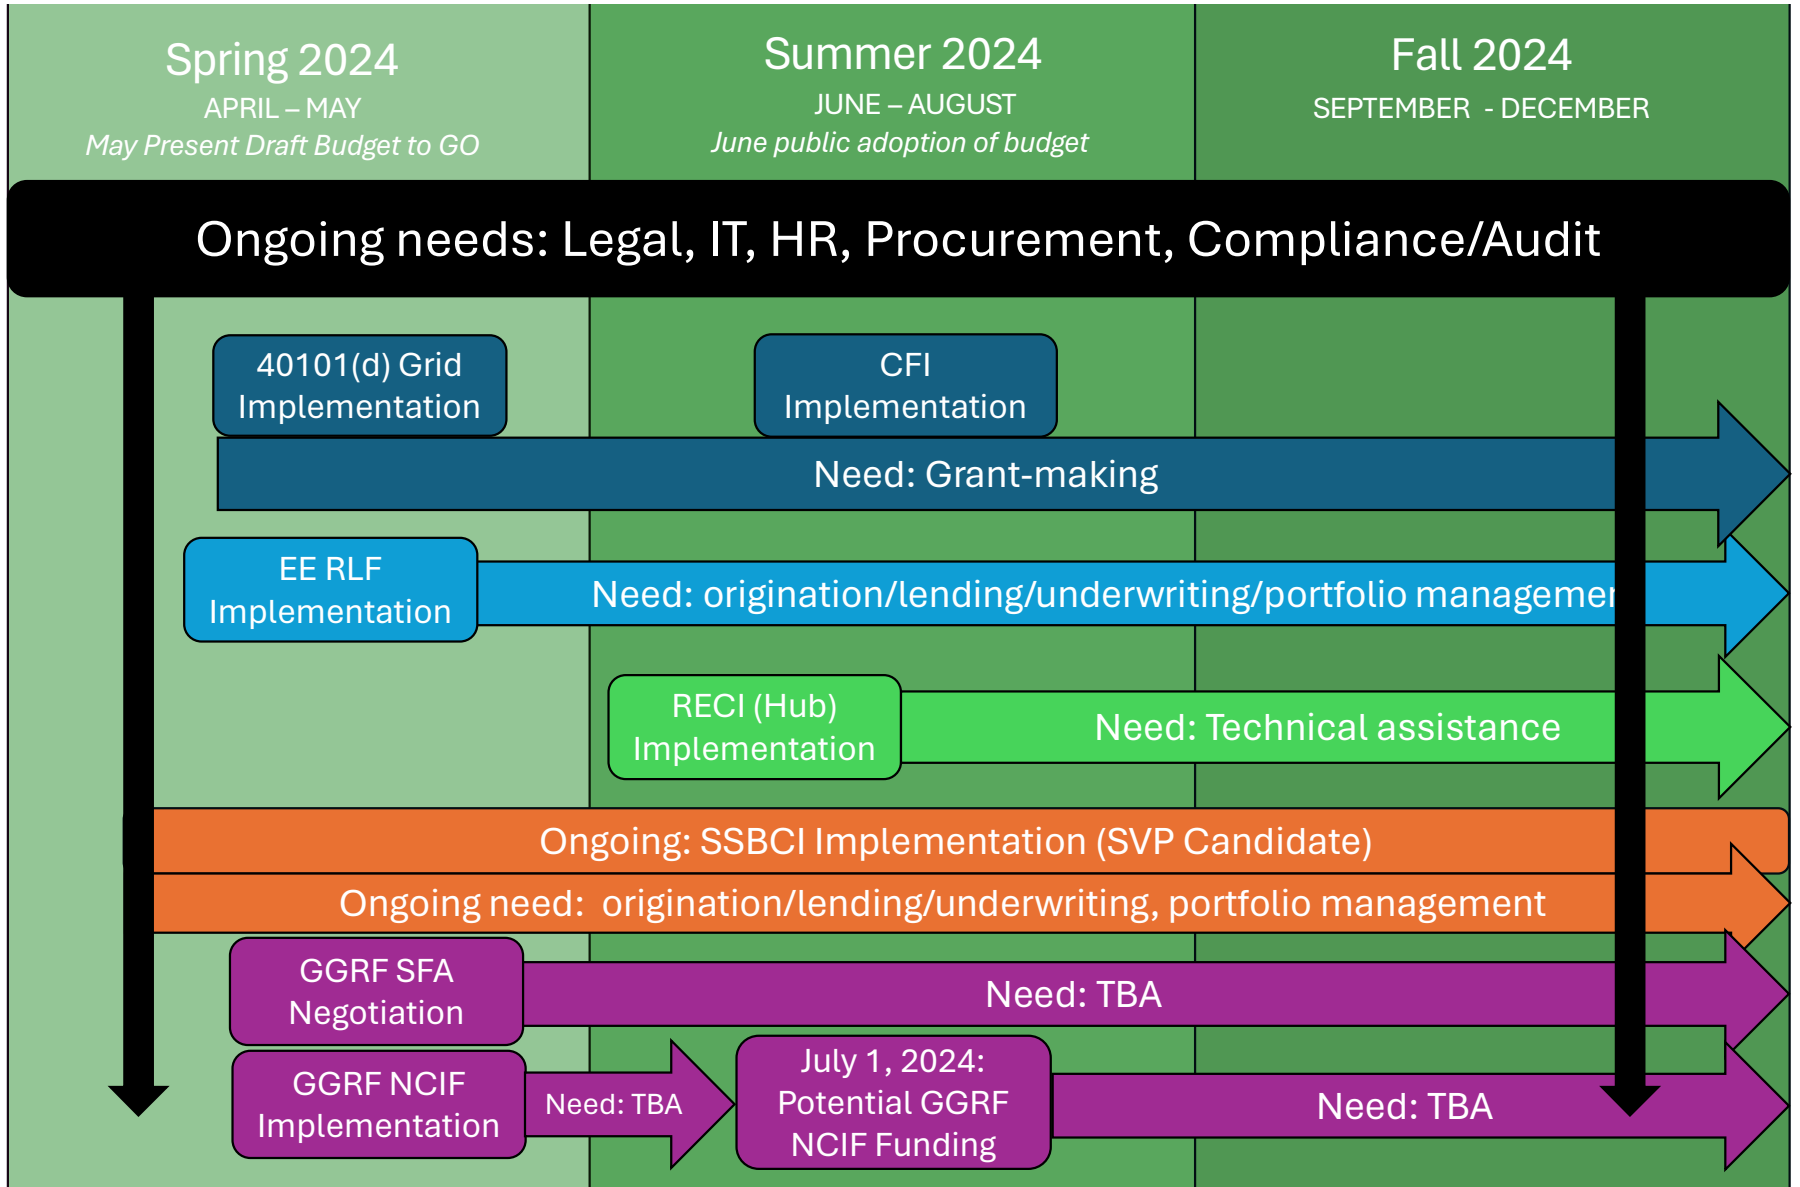 Spring 2024
APRIL – MAY
May Present Draft Budget to GO
Summer 2024
JUNE – AUGUST
June public adoption of budget
Fall 2024
SEPTEMBER - DECEMBER
Ongoing needs: Legal, IT, HR, Procurement, Compliance/Audit
40101(d) Grid
Implementation
CFI
Implementation
Need: Grant-making
EE RLF
Implementation
Need: origination/lending/underwriting/portfolio
RECI (Hub)
Implementation
Need: Technical assistance
Ongoing: SSBCI Implementation (SVP Candidate)
Ongoing need: origination/lending/underwriting, portfolio management
GGRF SFA
Negotiation
Need: TBA
GGRF NCIF
Implementation
Need: TBA
July 1, 2024:
Potential GGRF
NCIF Funding
Need: TBA